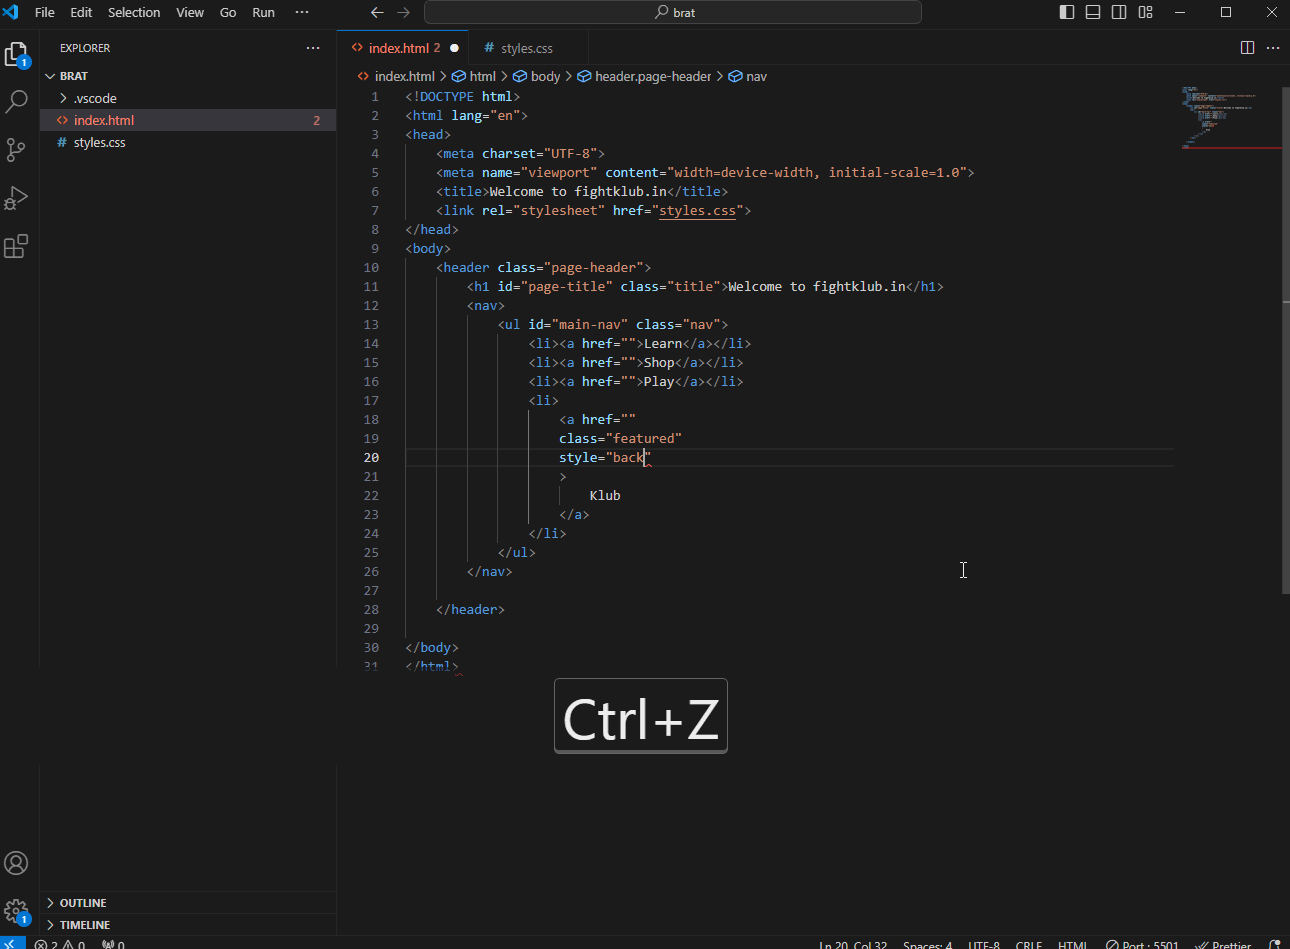 File Edit Selection View Go Run ···
brat
EXPLORER ···
BRAT
.vscode
index.html 2
styles.css
index.html 2
styles.css
index.html > html > body > header.page-header > nav
1 <!DOCTYPE html>
2 <html lang="en">
3 <head>
4 <meta charset="UTF-8">
5 <meta name="viewport" content="width=device-width, initial-scale=1.0">
6 <title>Welcome to fightklub.in</title>
7 <link rel="stylesheet" href="styles.css">
8 </head>
9 <body>
10 <header class="page-header">
11 <h1 id="page-title" class="title">Welcome to fightklub.in</h1>
12 <nav>
13 <ul id="main-nav" class="nav">
14 <li><a href="">Learn</a></li>
15 <li><a href="">Shop</a></li>
16 <li><a href="">Play</a></li>
17 <li>
18 <a href=""
19 class="featured"
20 style="back"
21 >
22 Klub
23 </a>
24 </li>
25 </ul>
26 </nav>
27
28 </header>
29
30 </body>
31 </html>
Ctrl+Z
1
1
OUTLINE
TIMELINE
2 0 0 Ln 20, Col 32 Spaces: 4 UTF-8 CRLF HTML Port : 5501 Prettier